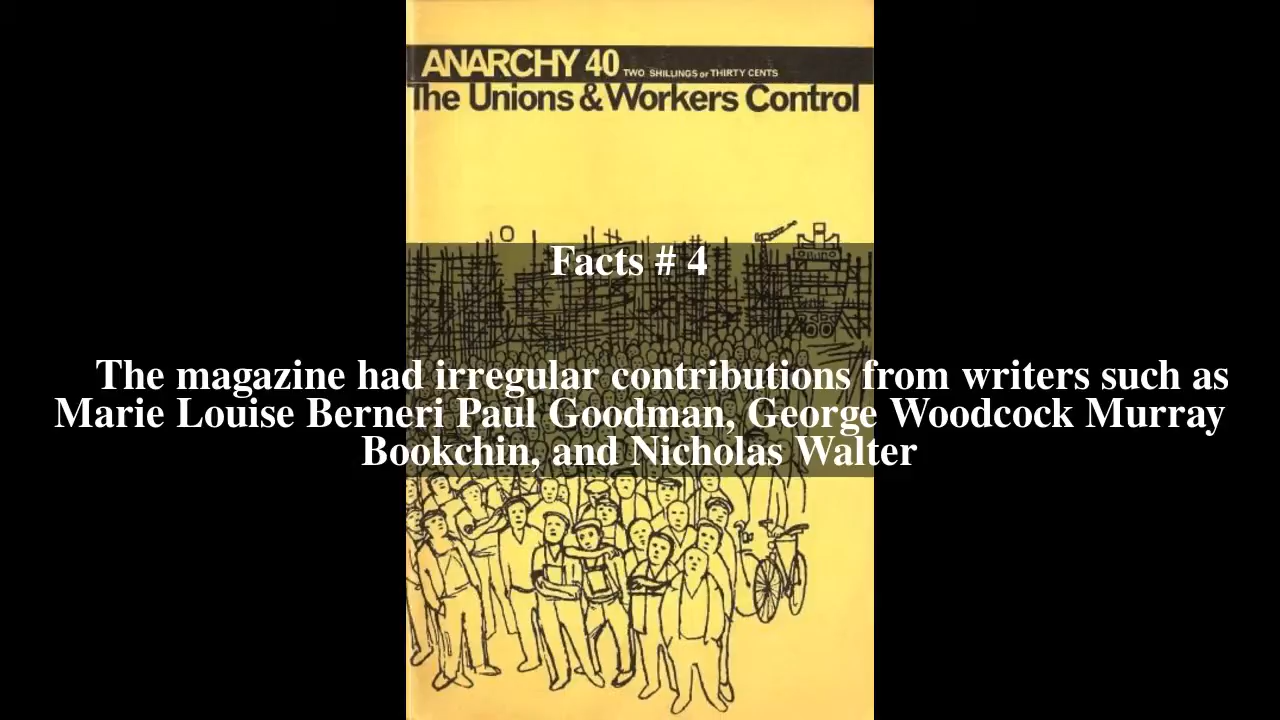 ANARCHY 40 TWO SHILLINGS or THIRTY CENTS
The Unions & Workers Control
Facts # 4
The magazine had irregular contributions from writers such as
Marie Louise Berneri Paul Goodman, George Woodcock Murray
Bookchin, and Nicholas Walter